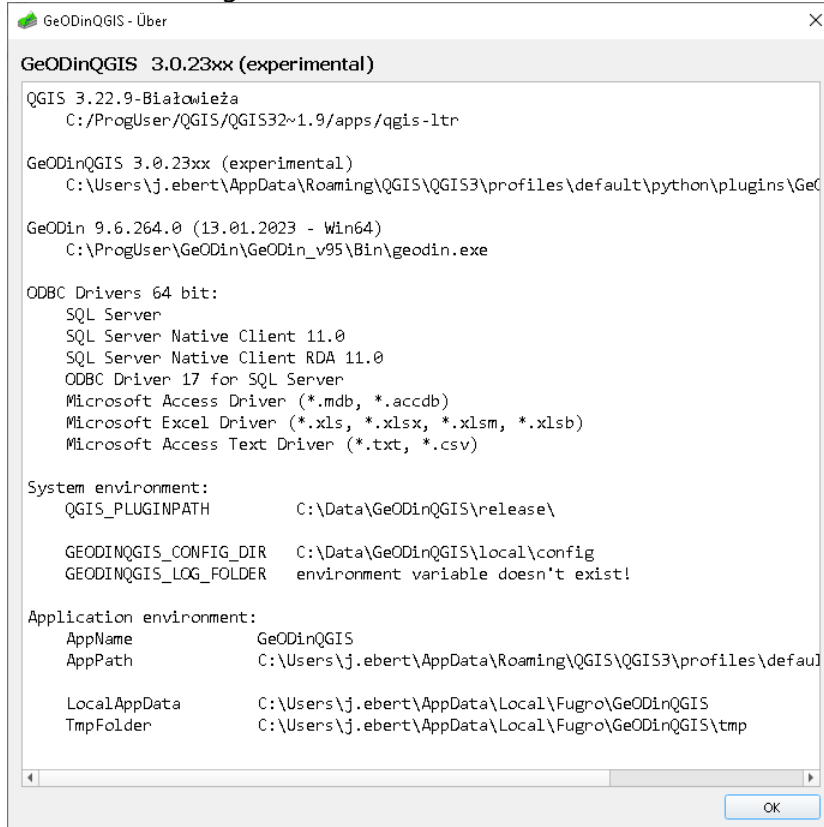 GeODinQGIS - Über
GeODinQGIS 3.0.23xx (experimental)
QGIS 3.22.9-Białowieża
C:/ProgUser/QGIS/QGIS32~1.9/apps/qgis-ltr
GeODinQGIS 3.0.23xx (experimental)
C:\Users\j.ebert\AppData\Roaming\QGIS\QGIS3\profiles\default\python\plugins\GeO
GeODin 9.6.264.0 (13.01.2023 - Win64)
C:\ProgUser\GeODin\GeODin_v95\Bin\geodin.exe
ODBC Drivers 64 bit:
SQL Server
SQL Server Native Client 11.0
SQL Server Native Client RDA 11.0
ODBC Driver 17 for SQL Server
Microsoft Access Driver (*.mdb, *.accdb)
Microsoft Excel Driver (*.xls, *.xlsx, *.xlsm, *.xlsb)
Microsoft Access Text Driver (*.txt, *.csv)
System environment:
QGIS_PLUGINPATH C:\Data\GeODinQGIS\release\
GEODINQGIS_CONFIG_DIR C:\Data\GeODinQGIS\local\config
GEODINQGIS_LOG_FOLDER environment variable doesn't exist!
Application environment:
AppName GeODinQGIS
AppPath C:\Users\j.ebert\AppData\Roaming\QGIS\QGIS3\profiles\defaul
LocalAppData C:\Users\j.ebert\AppData\Local\Fugro\GeODinQGIS
TmpFolder C:\Users\j.ebert\AppData\Local\Fugro\GeODinQGIS\tmp
OK